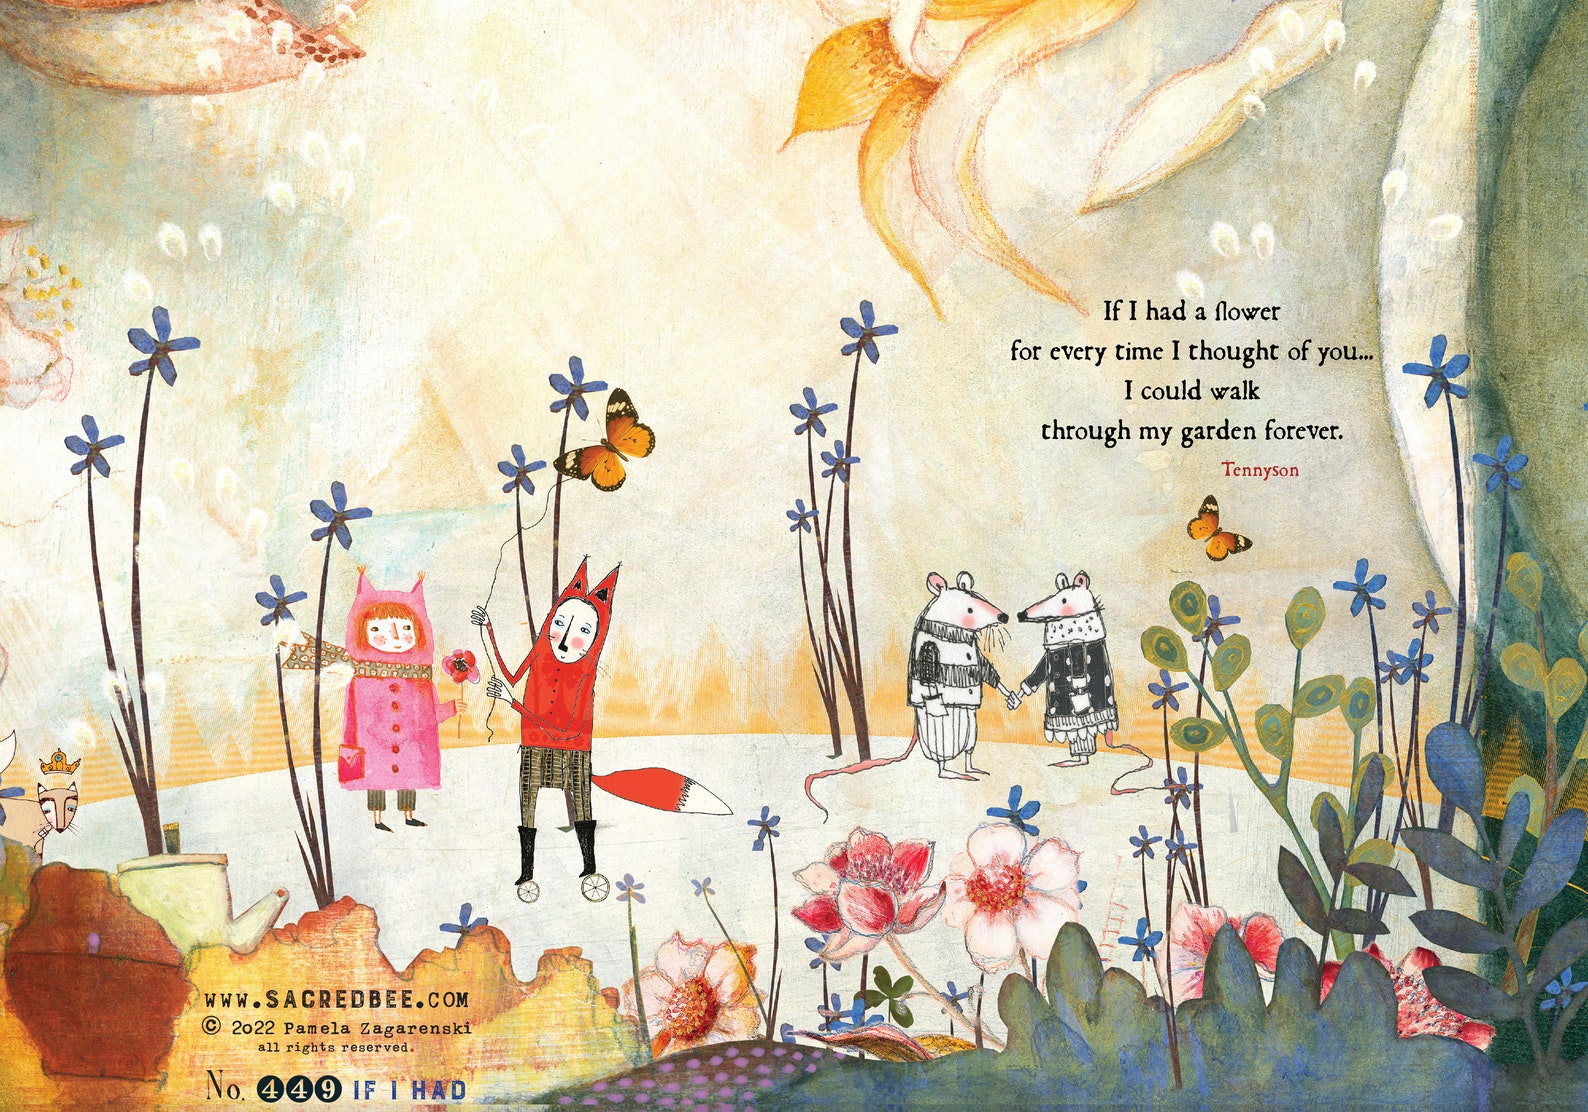 If I had a flower
for every time I thought of you...
I could walk
through my garden forever.
Tennyson
www.SACREDBEE.COM
© 2022 Pamela Zagarenski
all rights reserved.
No. 449 IF I HAD